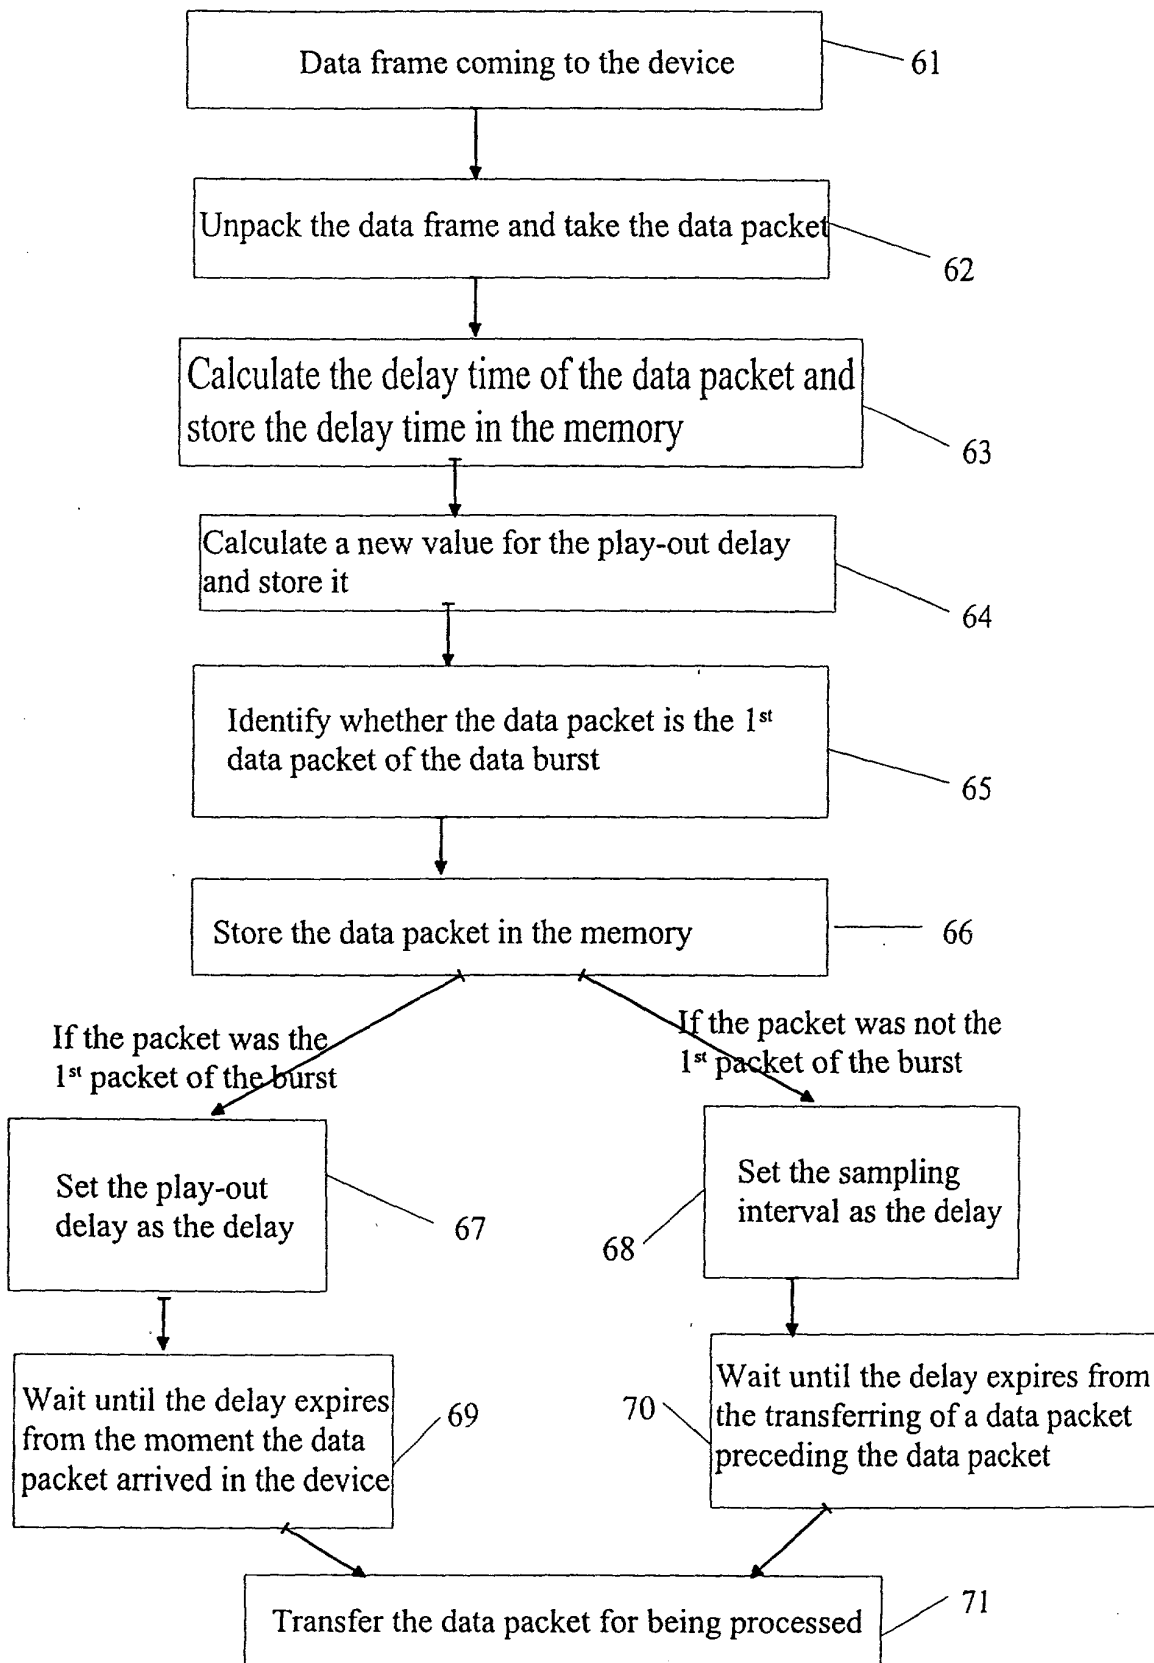 Data frame coming to the device
61
Unpack the data frame and take the data packet
62
Calculate the delay time of the data packet and
store the delay time in the memory
63
Calculate a new value for the play-out delay
and store it
64
Identify whether the data packet is the 1st
data packet of the data burst
65
Store the data packet in the memory
66
If the packet was the
1st packet of the burst
If the packet was not the
1st packet of the burst
Set the play-out
delay as the delay
67
Set the sampling
interval as the delay
68
Wait until the delay expires
from the moment the data
packet arrived in the device
69
Wait until the delay expires from
the transferring of a data packet
preceding the data packet
70
Transfer the data packet for being processed
71